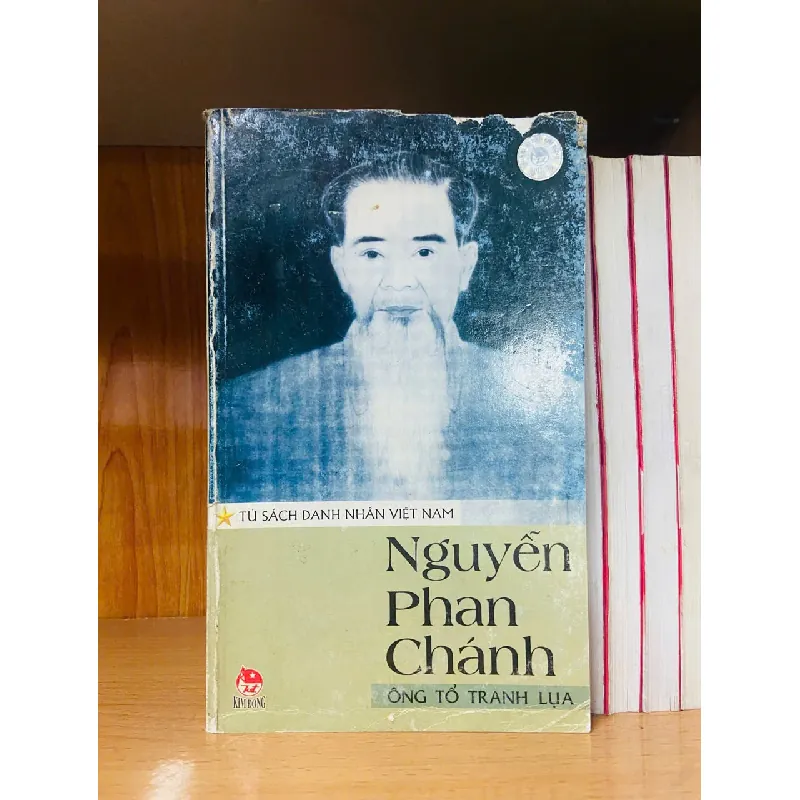 TỦ SÁCH DANH NHÂN VIỆT NAM
Nguyễn
Phan
Chánh
ÔNG TỔ TRANH LỤA
KIM ĐỒNG